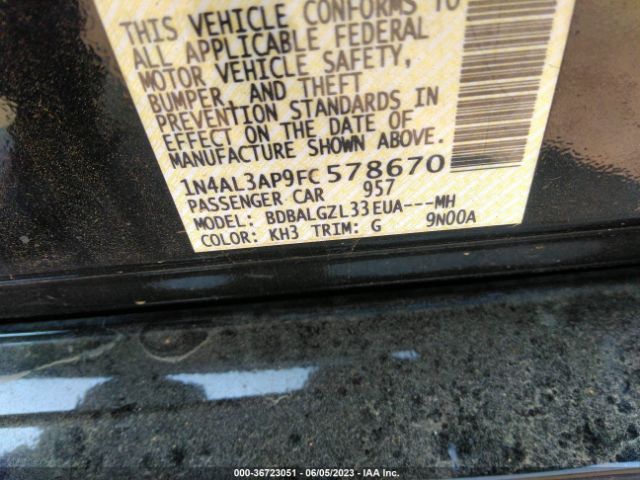 THIS VEHICLE CONFORMS TO
ALL APPLICABLE FEDERAL
MOTOR VEHICLE SAFETY,
BUMPER, AND THEFT
PREVENTION STANDARDS IN
EFFECT ON THE DATE OF
MANUFACTURE SHOWN ABOVE.
1N4AL3AP9FC578670
PASSENGER CAR 957
MODEL: BDBALGZL33EUA---MH
COLOR: KH3 TRIM: G 9N00A
000-36723051 — 06/05/2023 — IAA Inc.